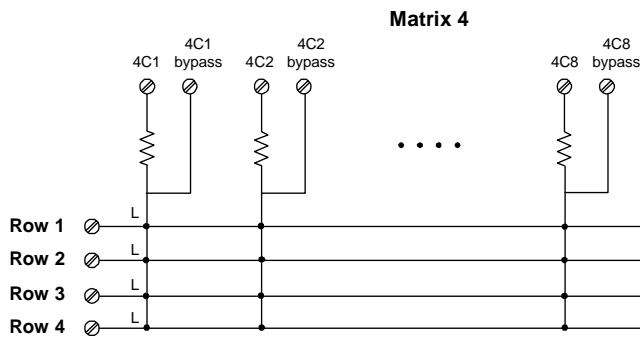 Matrix 4
4C1
4C1
bypass
4C2
4C2
bypass
4C8
4C8
bypass
L
Row 1
L
Row 2
L
Row 3
L
Row 4